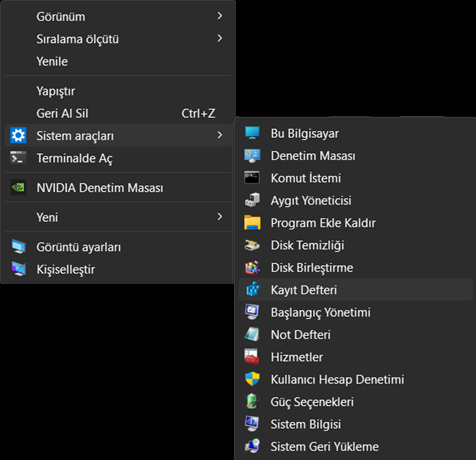 Görünüm
Sıralama ölçütü
Yenile
Yapıştır
Geri Al Sil Ctrl+Z
Sistem araçları
Terminalde Aç
NVIDIA Denetim Masası
Yeni
Görüntü ayarları
Kişiselleştir
Bu Bilgisayar
Denetim Masası
Komut İstemi
Aygıt Yöneticisi
Program Ekle Kaldır
Disk Temizliği
Disk Birleştirme
Kayıt Defteri
Başlangıç Yönetimi
Not Defteri
Hizmetler
Kullanıcı Hesap Denetimi
Güç Seçenekleri
Sistem Bilgisi
Sistem Geri Yükleme